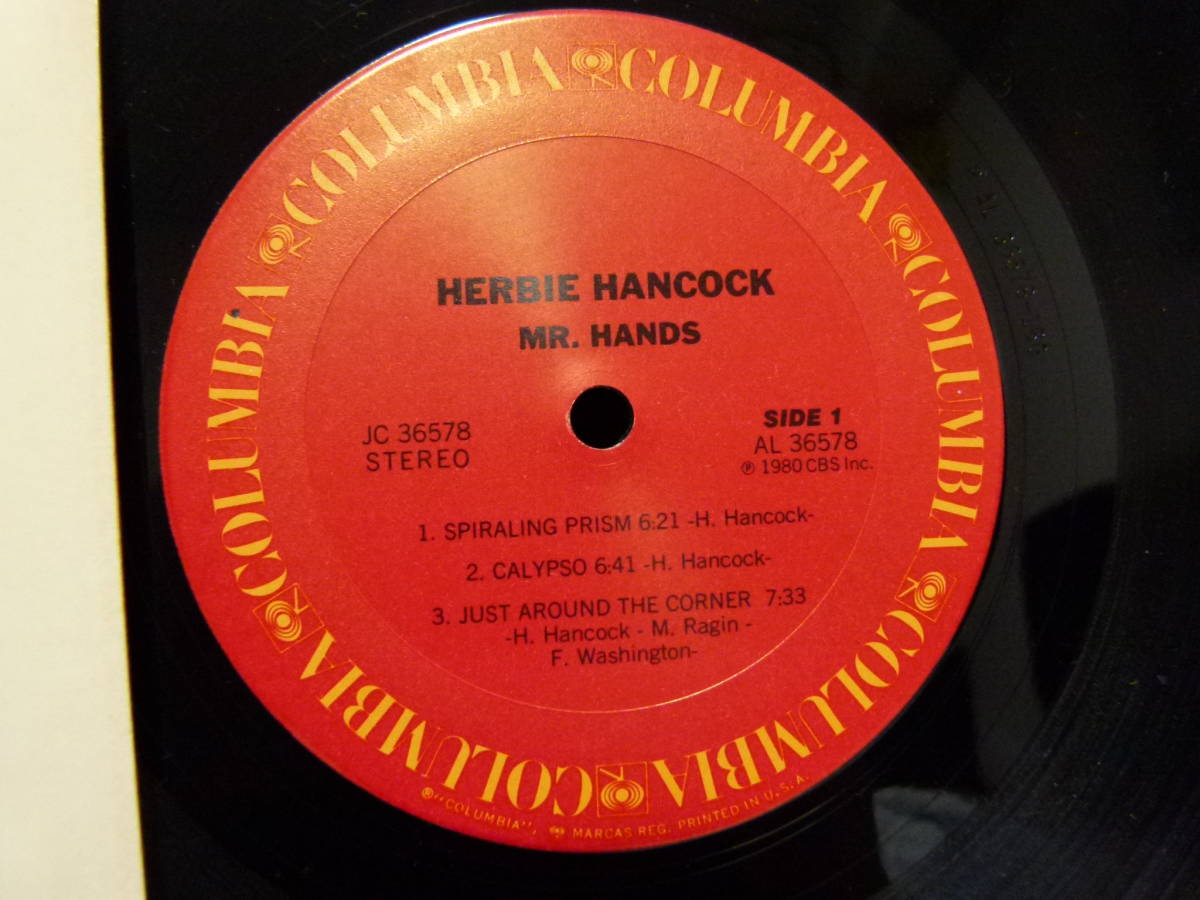 COLUMBIA COLUMBIA COLUMBIA COLUMBIA COLUMBIA COLUMBIA
HERBIE HANCOCK
MR. HANDS
JC 36578
STEREO
SIDE 1
AL 36578
℗ 1980 CBS Inc.
1. SPIRALING PRISM 6:21 -H. Hancock-
2. CALYPSO 6:41 -H. Hancock-
3. JUST AROUND THE CORNER 7:33
-H. Hancock - M. Ragin -
F. Washington-
®"COLUMBIA", MARCAS REG. PRINTED IN U.S.A.